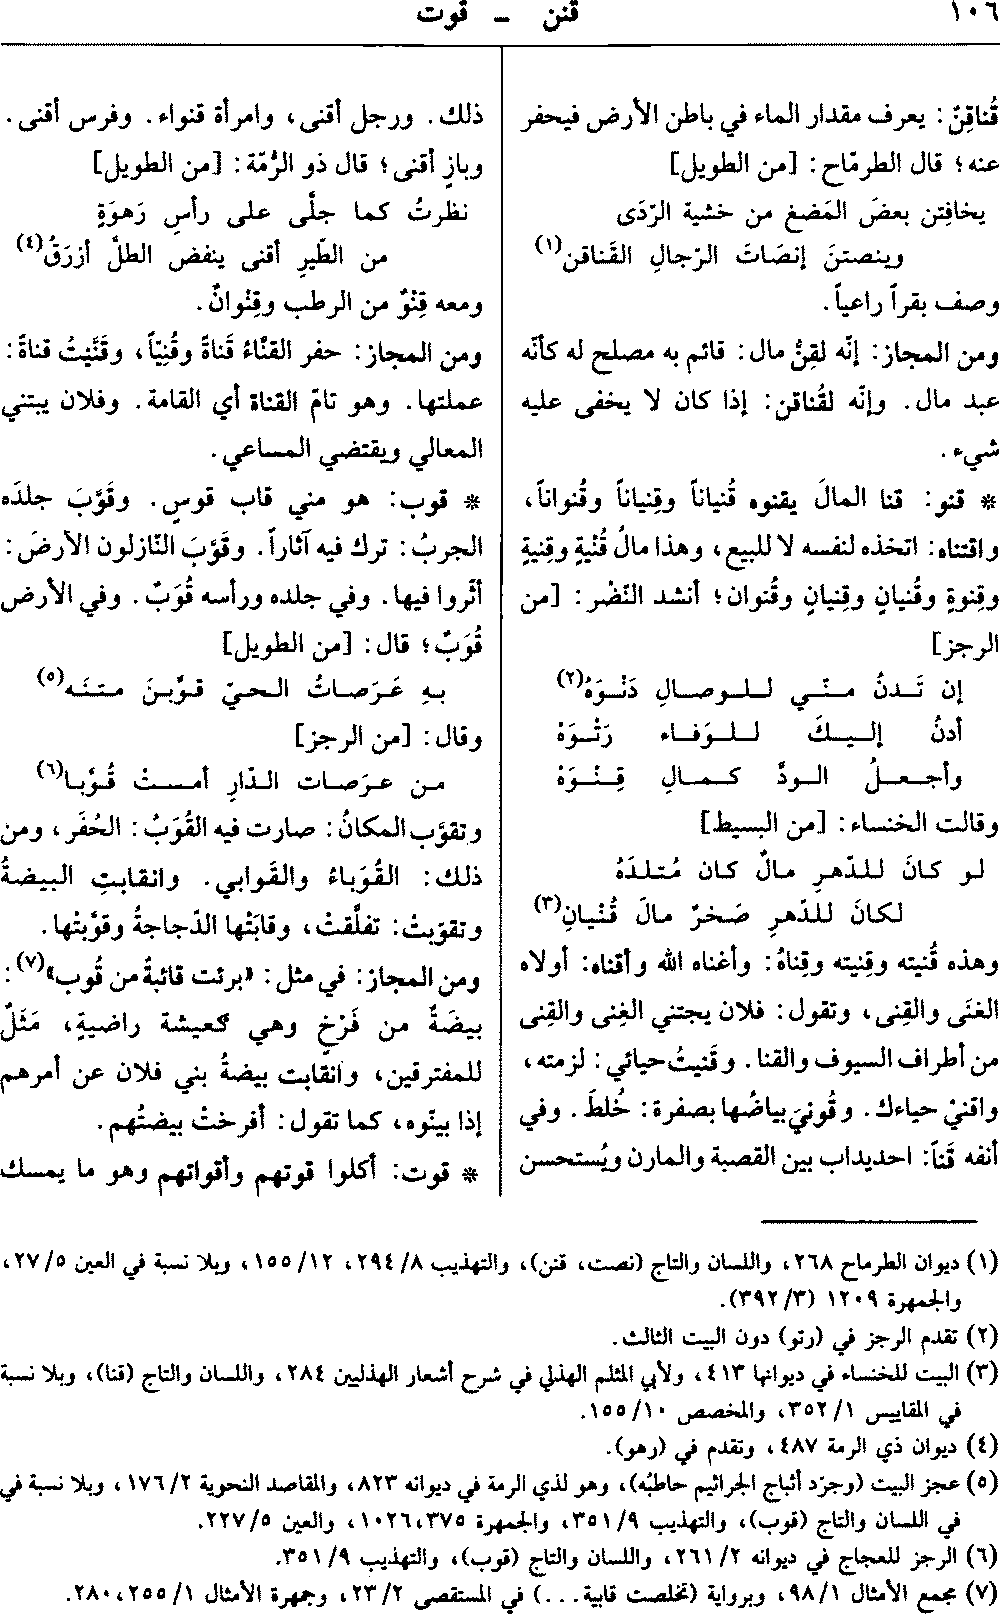 ١٠٦
قنن - قوت
قُناقِنٌ: يعرف مقدار الماء في باطن الأرض فيحفر
عنه؛ قال الطرمّاح: [من الطويل]
يخافِتن بعضَ المَضغِ من خشية الرّدَى
وينصتنَ إنصَاتَ الرّجالِ القَناقن(١)
وصف بقراً راعياً.
ومن المجاز: إنّه لقِنُّ مال: قائم به مصلح له كأنّه
عبد مال. وإنّه لقُناقن: إذا كان لا يخفى عليه
شيء.
* قنو: قنا المالَ يقنوه قُنياناً وقِنياناً وقُنواناً،
واقتناه: اتخذه لنفسه لا للبيع، وهذا مالُ قُنْيةٍ وقِنيةٍ
وقِنوةٍ وقُنيانٍ وقِنيانٍ وقُنوان؛ أنشد النّضْر: [من
الرجز]
إن تَدنُ منّي للوصالِ دَنْوَهْ(٢)
أدنُ إليكَ للوَفاء رَتْوَهْ
وأجعلُ الودَّ كمالِ قِنْوَهْ
وقالت الخنساء: [من البسيط]
لو كانَ للدّهرِ مالٌ كان مُتلدَهُ
لكانَ للدّهرِ صَخرٌ مالَ قُنْيانِ(٣)
وهذه قُنيته وقِنيته وقِناهُ: وأغناه الله وأقناه: أولاه
الغنَى والقِنى، وتقول: فلان يجتني الغِنى والقِنى
من أطراف السيوف والقنا. وقَنيتُ حيائي: لزمته،
واقنيْ حياءك. وقُونيَ بياضُها بصفرة: خُلطَ. وفي
أنفه قَناً: احديداب بين القصبة والمارن ويُستحسن
ذلك. ورجل أقنى، وامرأة قنواء. وفرس أقنى.
وبازٍ أقنى؛ قال ذو الرُّمّة: [من الطويل]
نظرتُ كما جلَّى على رأسِ رَهوَةٍ
من الطّيرِ أقنى ينفض الطلَّ أزرَقُ(٤)
ومعه قِنْوٌ من الرطب وقِنْوانٌ.
ومن المجاز: حفر القنَّاءُ قَناةً وقُنِيّاً، وقَنَّيْتُ قناةً:
عملتها. وهو تامّ القناة أي القامة. وفلان يبتني
المعالي ويقتضي المساعي.
* قوب: هو مني قاب قوسٍ. وقَوَّبَ جلدَه
الجربُ: ترك فيه آثاراً. وقَوَّبَ النّازلون الأرضَ:
أثّروا فيها. وفي جلده ورأسه قُوَبٌ. وفي الأرض
قُوَبٌ؛ قال: [من الطويل]
بهِ عَرَصاتُ الحيّ قوَّبنَ متنَه(٥)
وقال: [من الرجز]
من عرَصات الدّارِ أمستْ قُوَّبا(٦)
وتقوَّب المكانُ: صارت فيه القُوَبُ: الحُفَر، ومن
ذلك: القُوَباءُ والقَوابي. وانقابتِ البيضةُ
وتقوّبتْ: تفلَّقتْ، وقابَتْها الدّجاجةُ وقوَّبتْها.
ومن المجاز: في مثل: «برئت قائبةٌ من قُوب»(٧):
بيضَةٌ من فَرْخٍ وهي كعيشة راضيةٍ، مَثَلٌ
للمفترقين، وانقابت بيضةُ بني فلان عن أمرهم
إذا بينّوه، كما تقول: أفرختْ بيضتُهم.
* قوت: أكلوا قوتهم وأقواتهم وهو ما يمسك
(١) ديوان الطرماح ٢٦٨، واللسان والتاج (نصت، قنن)، والتهذيب ٨/ ٢٩٤، ١٢/ ١٥٥، وبلا نسبة في العين ٥/ ٢٧،
والجمهرة ١٢٠٩ (٣/ ٣٩٢).
(٢) تقدم الرجز في (رتو) دون البيت الثالث.
(٣) البيت للخنساء في ديوانها ٤١٣، ولأبي المثلم الهذلي في شرح أشعار الهذليين ٢٨٤، واللسان والتاج (قنا)، وبلا نسبة
في المقاييس ١/ ٣٥٢، والمخصص ١٠/ ١٥٥.
(٤) ديوان ذي الرمة ٤٨٧، وتقدم في (رهو).
(٥) عجز البيت (وجرّد أثباج الجراثيم حاطبُه)، وهو لذي الرمة في ديوانه ٨٢٣، والمقاصد النحوية ٢/ ١٧٦، وبلا نسبة في
في اللسان والتاج (قوب)، والتهذيب ٩/ ٣٥١، والجمهرة ٣٧٥، ١٠٢٦، والعين ٥/ ٢٢٧.
(٦) الرجز للعجاج في ديوانه ٢/ ٢٦١، واللسان والتاج (قوب)، والتهذيب ٩/ ٣٥١.
(٧) مجمع الأمثال ١/ ٩٨، وبرواية (تخلصت قابية...) في المستقصى ٢/ ٢٣، وجمهرة الأمثال ١/ ٢٥٥، ٢٨٠.